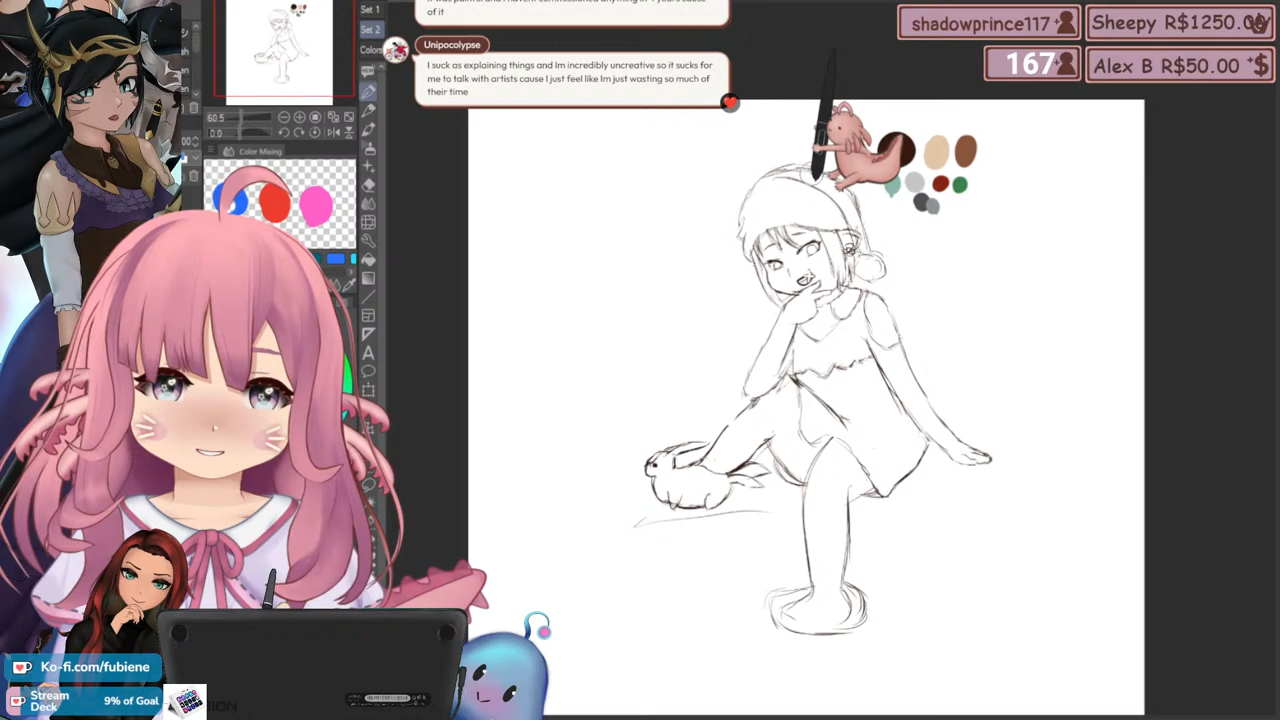 Set 1
Set 2
Colors
of it
Unipocolypse
I suck as explaining things and Im incredibly uncreative so it sucks for
me to talk with artists cause I just feel like Im just wasting so much of
their time
shadowprince117
Sheepy R$1250.00
167
Alex B R$50.00
60.5
0.0
Color Mixing
Ko-fi.com/fubiene
Stream
Deck
9% of Goal